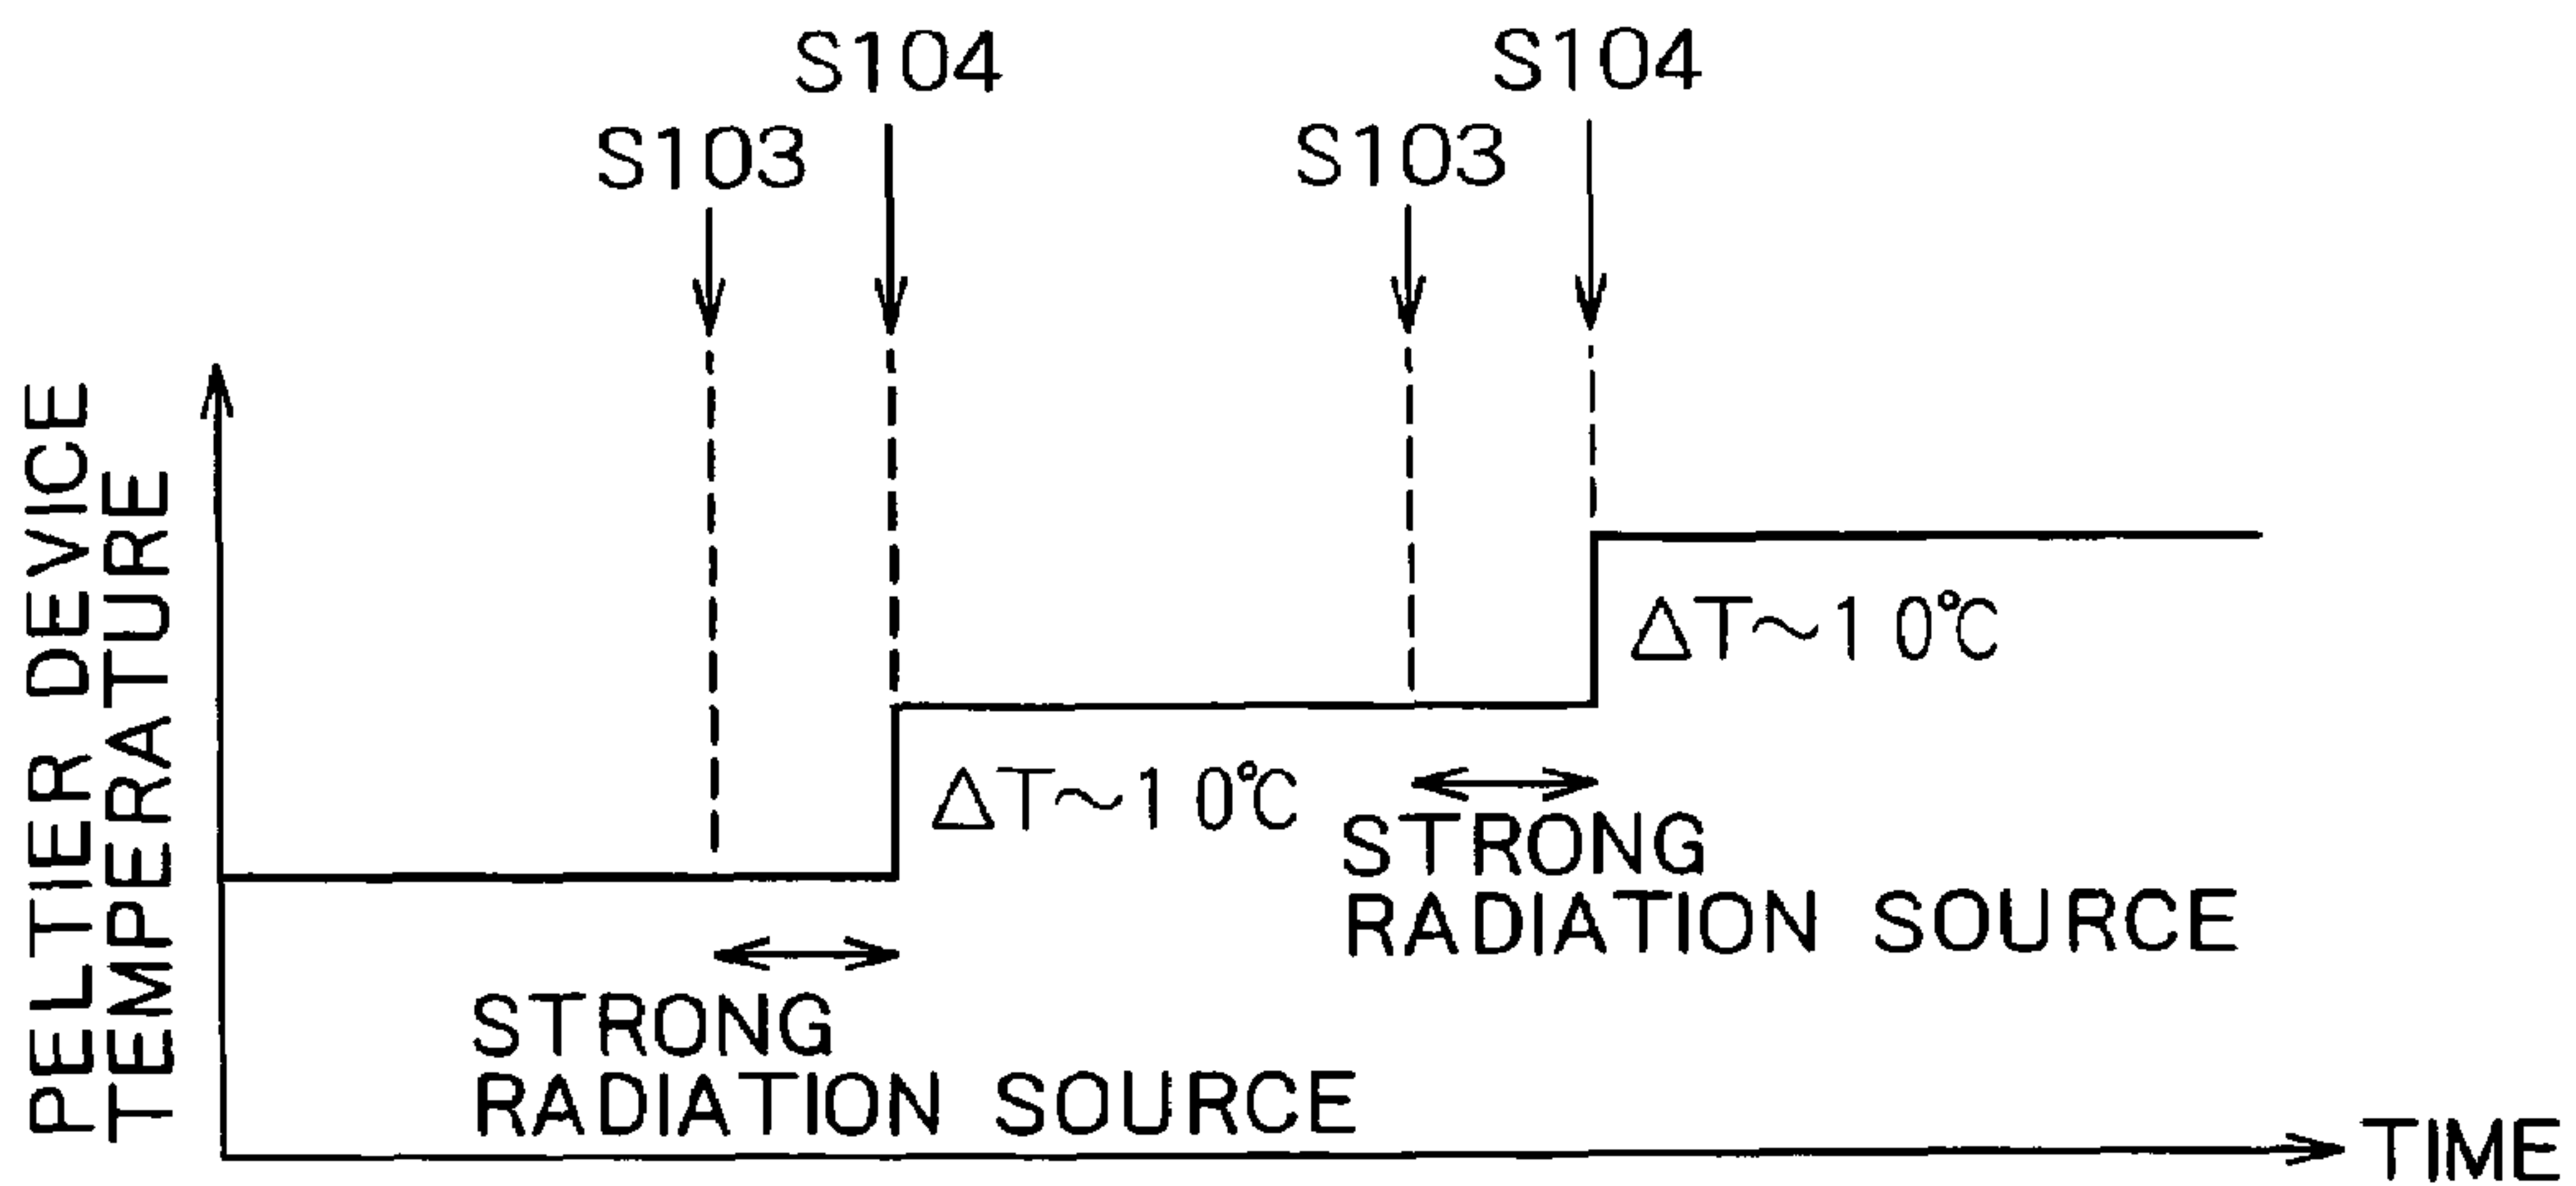 S104
S104
S103
S103
PELTIER DEVICE
TEMPERATURE
ΔT~10℃
ΔT~10℃
STRONG
RADIATION SOURCE
STRONG
RADIATION SOURCE
TIME